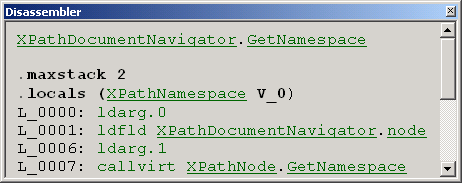 Disassembler
XPathDocumentNavigator.GetNamespace
.maxstack 2
.locals (XPathNamespace V_0)
L_0000: ldarg.0
L_0001: ldfld XPathDocumentNavigator.node
L_0006: ldarg.1
L_0007: callvirt XPathNode.GetNamespace